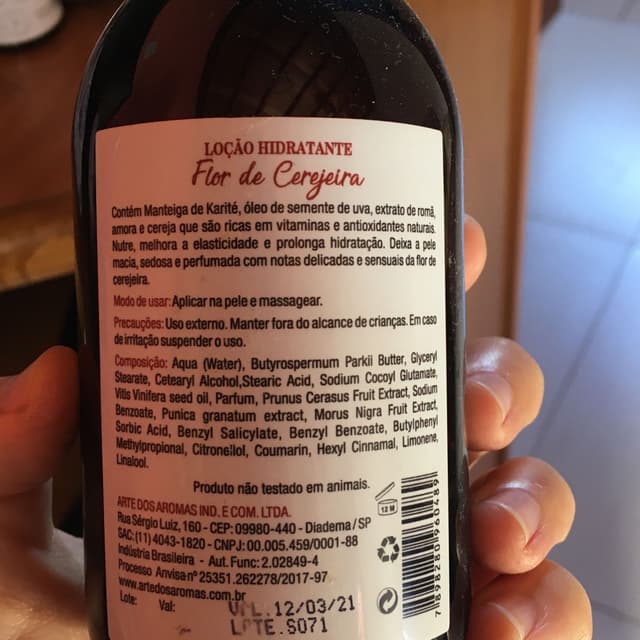 LOÇÃO HIDRATANTE
Flor de Cerejeira
Contém Manteiga de Karité, óleo de semente de uva, extrato de romã,
amora e cereja que são ricas em vitaminas e antioxidantes naturais.
Nutre, melhora a elasticidade e prolonga hidratação. Deixa a pele
macia, sedosa e perfumada com notas delicadas e sensuais da flor de
cerejeira.
Modo de usar: Aplicar na pele e massagear.
Precauções: Uso externo. Manter fora do alcance de crianças. Em caso
de irritação suspender o uso.
Composição: Aqua (Water), Butyrospermum Parkii Butter, Glyceryl
Stearate, Cetearyl Alcohol,Stearic Acid, Sodium Cocoyl Glutamate,
Vitis Vinifera seed oil, Parfum, Prunus Cerasus Fruit Extract, Sodium
Benzoate, Punica granatum extract, Morus Nigra Fruit Extract,
Sorbic Acid, Benzyl Salicylate, Benzyl Benzoate, Butylphenyl
Methylpropional, Citronellol, Coumarin, Hexyl Cinnamal, Limonene,
Linalool.
Produto não testado em animais.
ARTE DOS AROMAS IND. E COM. LTDA.
Rua Sérgio Luiz, 160 - CEP: 09980-440 - Diadema / SP
SAC: (11) 4043-1820 - CNPJ: 00.005.459/0001-88
Indústria Brasileira - Aut. Func: 2.02849-4
Processo Anvisa nº 25351.262278/2017-97
www.artedosaromas.com.br
Lote: Val:
VAL.12/03/21
LOTE.S071
12 M
7 898280 960489